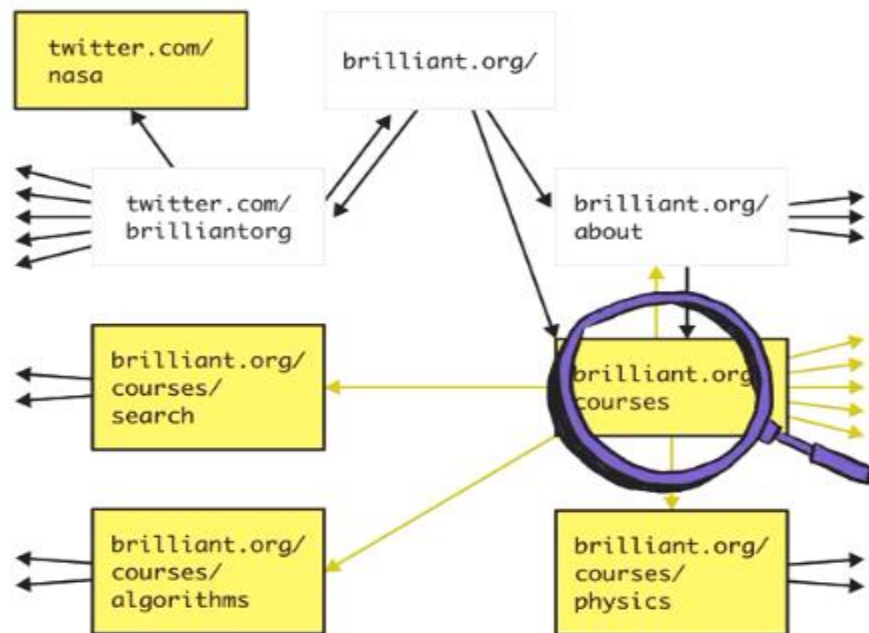 twitter.com/
nasa
brilliant.org/
twitter.com/
brilliantorg
brilliant.org/
about
brilliant.org/
courses/
search
brilliant.org
courses
brilliant.org/
courses/
algorithms
brilliant.org/
courses/
physics